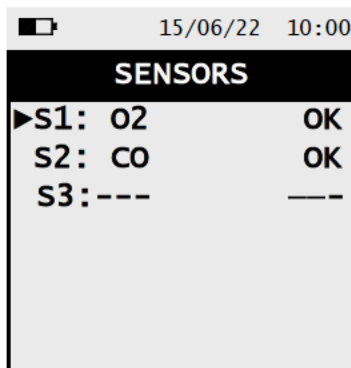 15/06/22 10:00
SENSORS
►S1: O2 OK
S2: CO OK
S3:--- ---